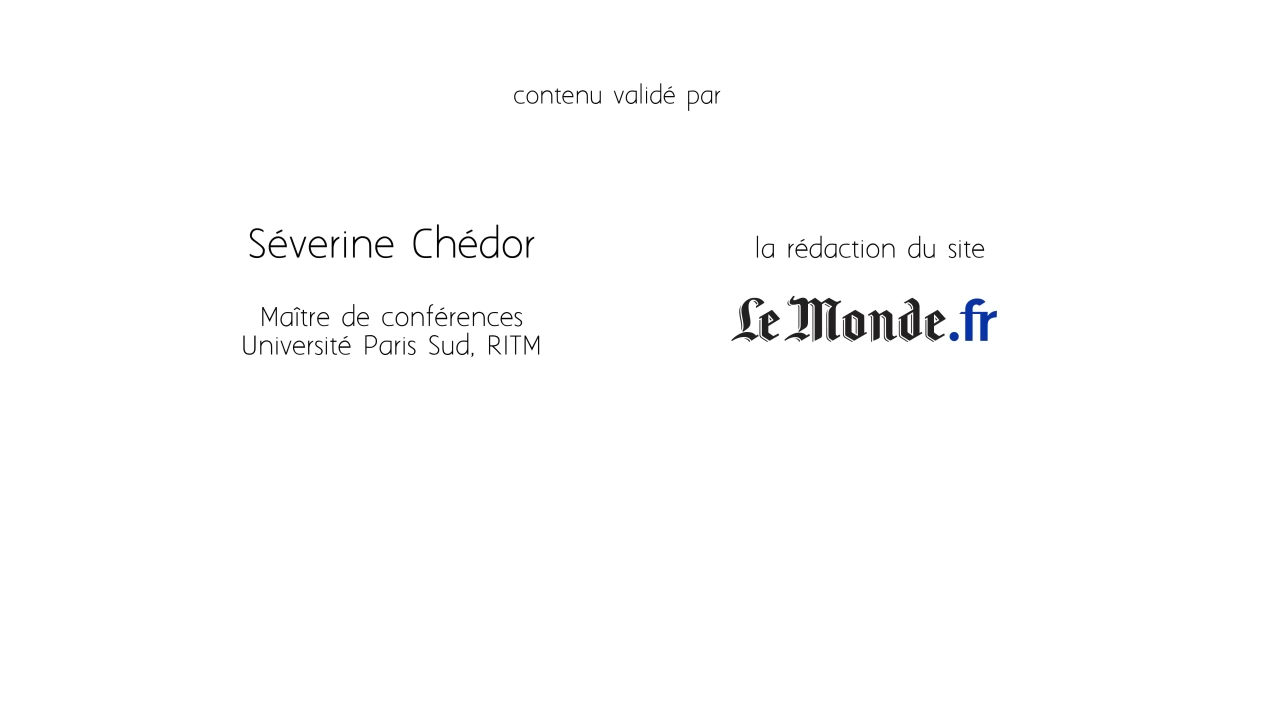 contenu validé par
Séverine Chédor
Maître de conférences
Université Paris Sud, RITM
la rédaction du site
Le Monde.fr